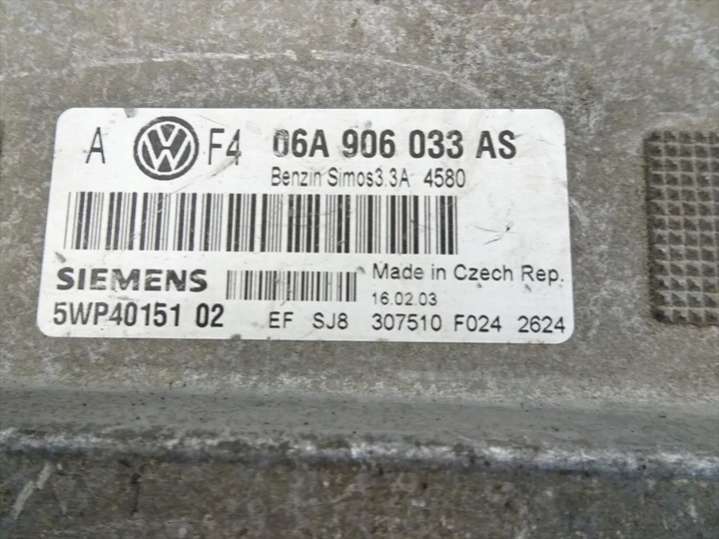 A VW F4 06A 906 033 AS
Benzin Simos3.3A 4580
SIEMENS Made in Czech Rep.
16.02.03
5WP40151 02 EF SJ8 307510 F024 2624